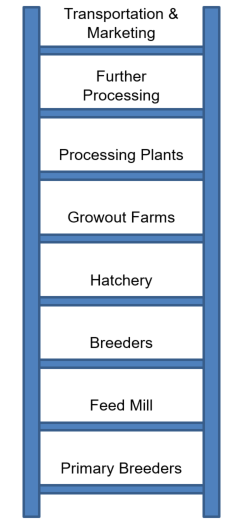 Transportation &
Marketing
Further
Processing
Processing Plants
Growout Farms
Hatchery
Breeders
Feed Mill
Primary Breeders